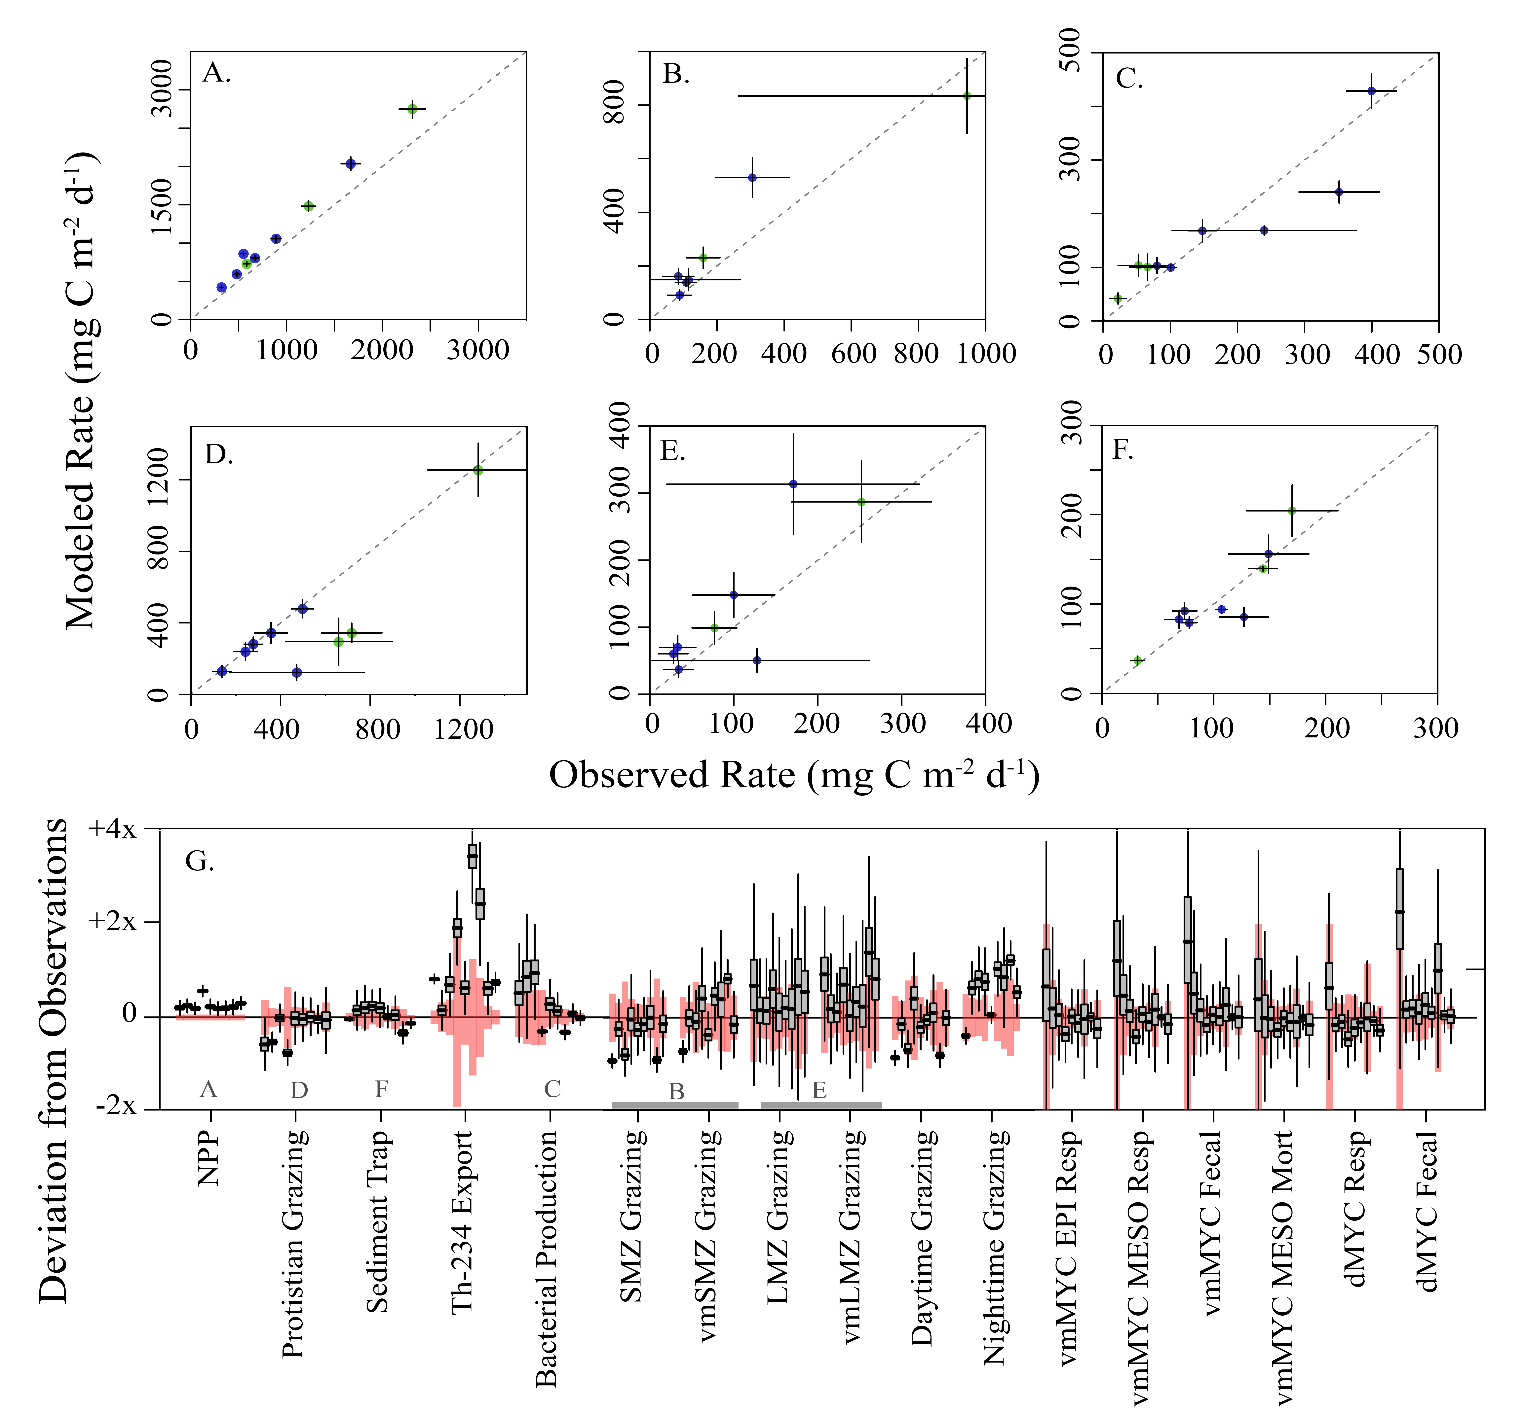 Modeled Rate (mg C m-2 d-1)
A.
3000
1500
0
0 1000 2000 3000
B.
800
400
0
0 200 400 600 800 1000
C.
500
300
100
0
0 100 200 300 400 500
D.
1200
800
400
0
0 400 800 1200
E.
400
300
200
100
0
0 100 200 300 400
F.
300
200
100
0
0 100 200 300
Observed Rate (mg C m-2 d-1)
Deviation from Observations
+4x
+2x
0
-2x
G.
A D F C B E
NPP
Protistian Grazing
Sediment Trap
Th-234 Export
Bacterial Production
SMZ Grazing
vmSMZ Grazing
LMZ Grazing
vmLMZ Grazing
Daytime Grazing
Nighttime Grazing
vmMYC EPI Resp
vmMYC MESO Resp
vmMYC Fecal
vmMYC MESO Mort
dMYC Resp
dMYC Fecal